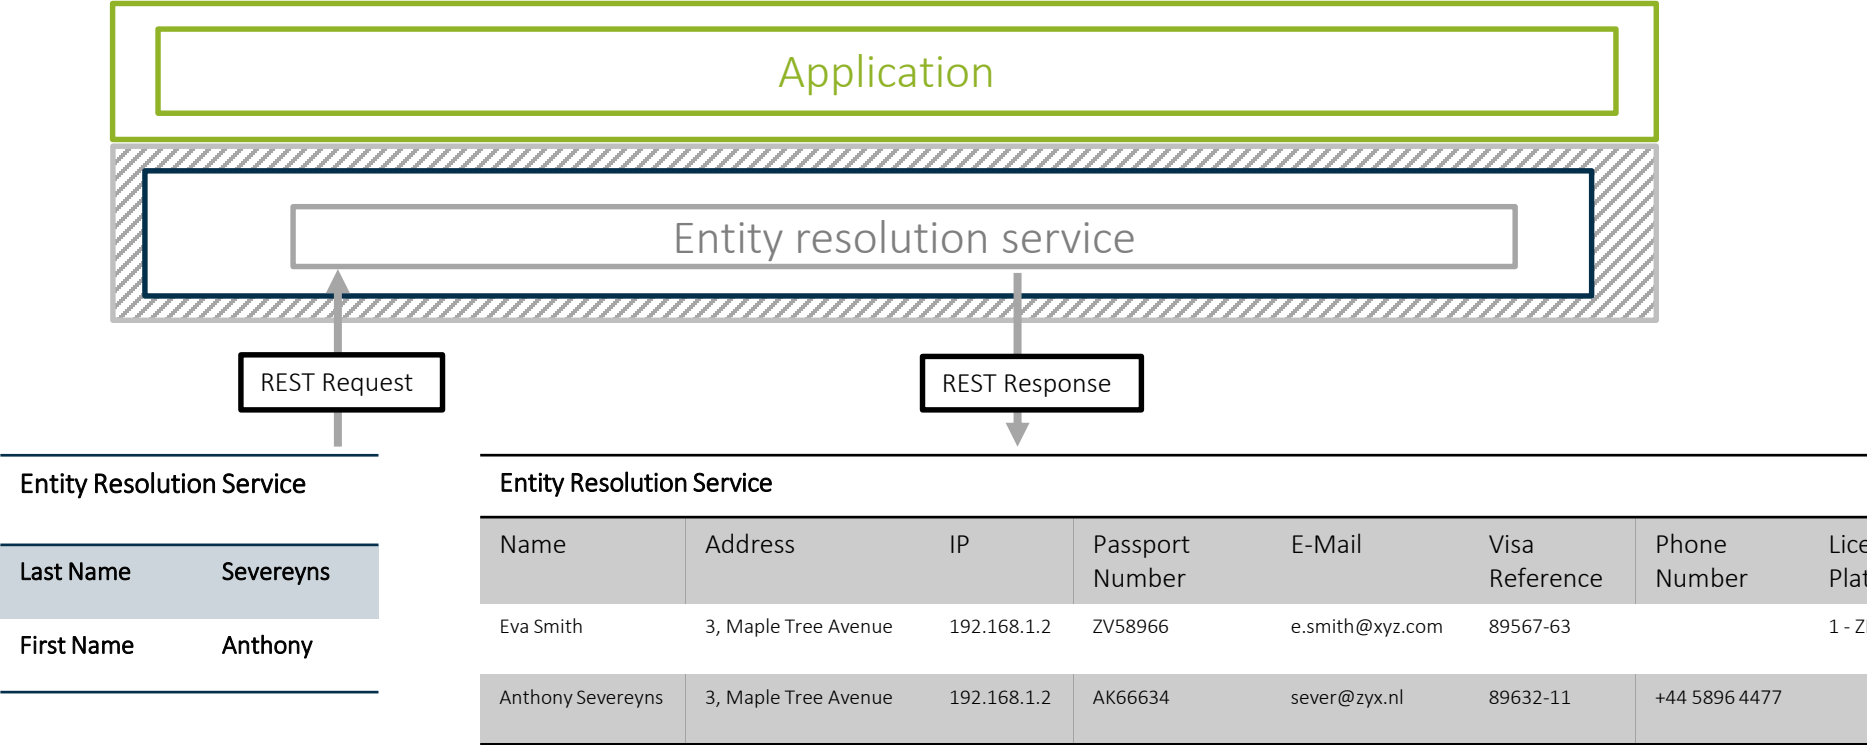 Application
Entity resolution service
REST Request
REST Response
Entity Resolution Service
Last Name Severeyns
First Name Anthony
Entity Resolution Service
Name Address IP Passport Number E-Mail Visa Reference Phone Number
Eva Smith 3, Maple Tree Avenue 192.168.1.2 ZV58966 e.smith@xyz.com 89567-63 1 -
Anthony Severeyns 3, Maple Tree Avenue 192.168.1.2 AK66634 sever@zyx.nl 89632-11 +44 5896 4477